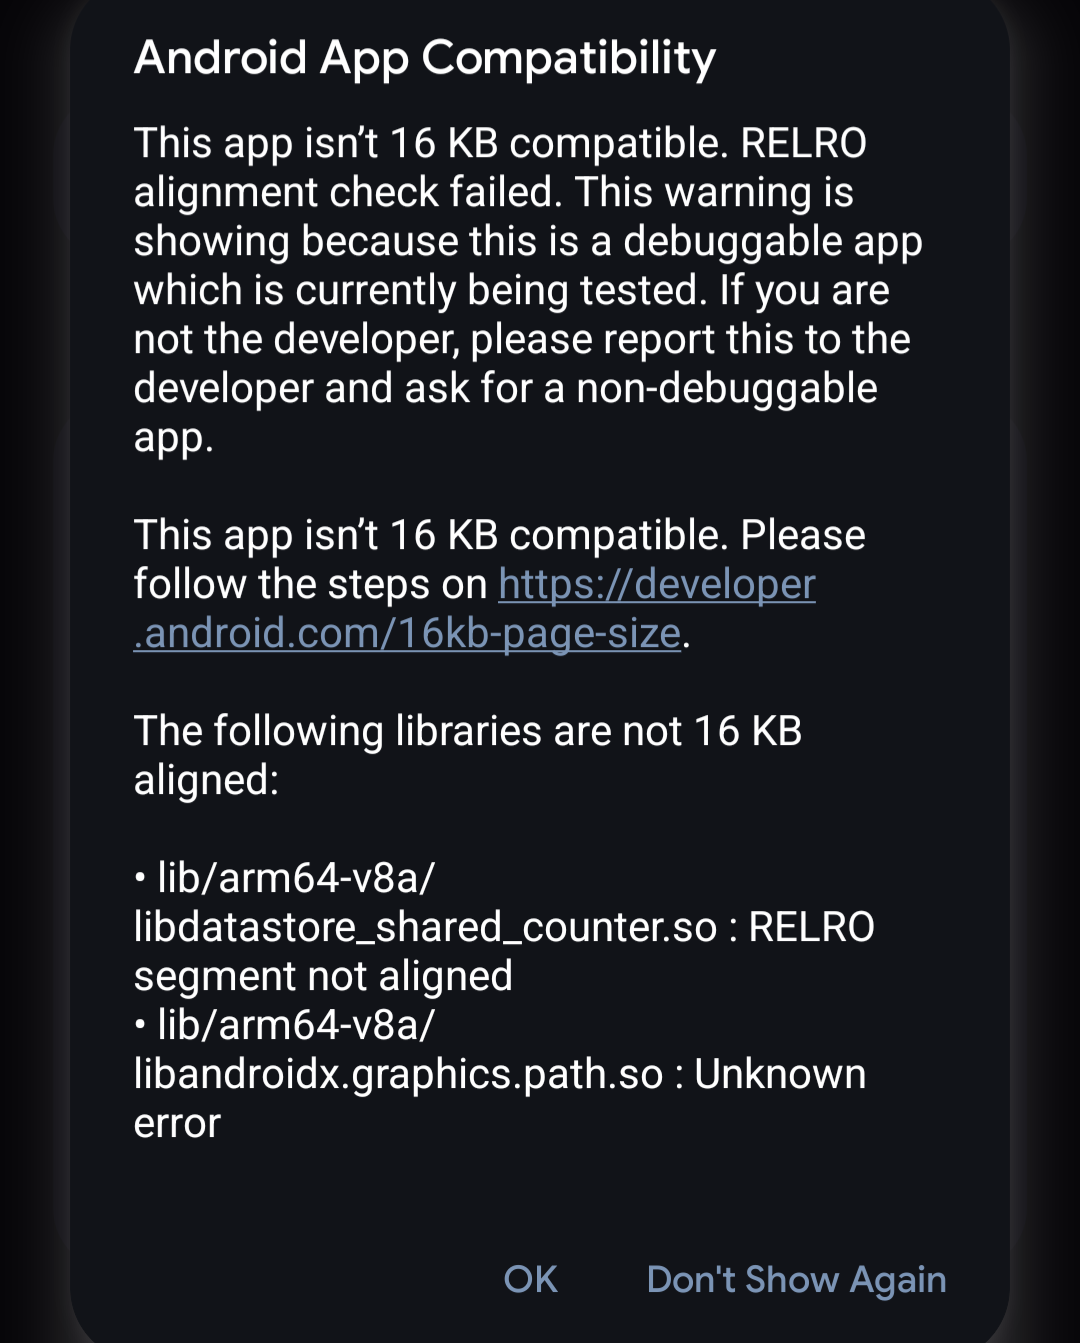 Android App Compatibility
This app isn’t 16 KB compatible. RELRO
alignment check failed. This warning is
showing because this is a debuggable app
which is currently being tested. If you are
not the developer, please report this to the
developer and ask for a non-debuggable
app.
This app isn’t 16 KB compatible. Please
follow the steps on https://developer
.android.com/16kb-page-size.
The following libraries are not 16 KB
aligned:
• lib/arm64-v8a/
libdatastore_shared_counter.so : RELRO
segment not aligned
• lib/arm64-v8a/
libandroidx.graphics.path.so : Unknown
error
OK Don't Show Again